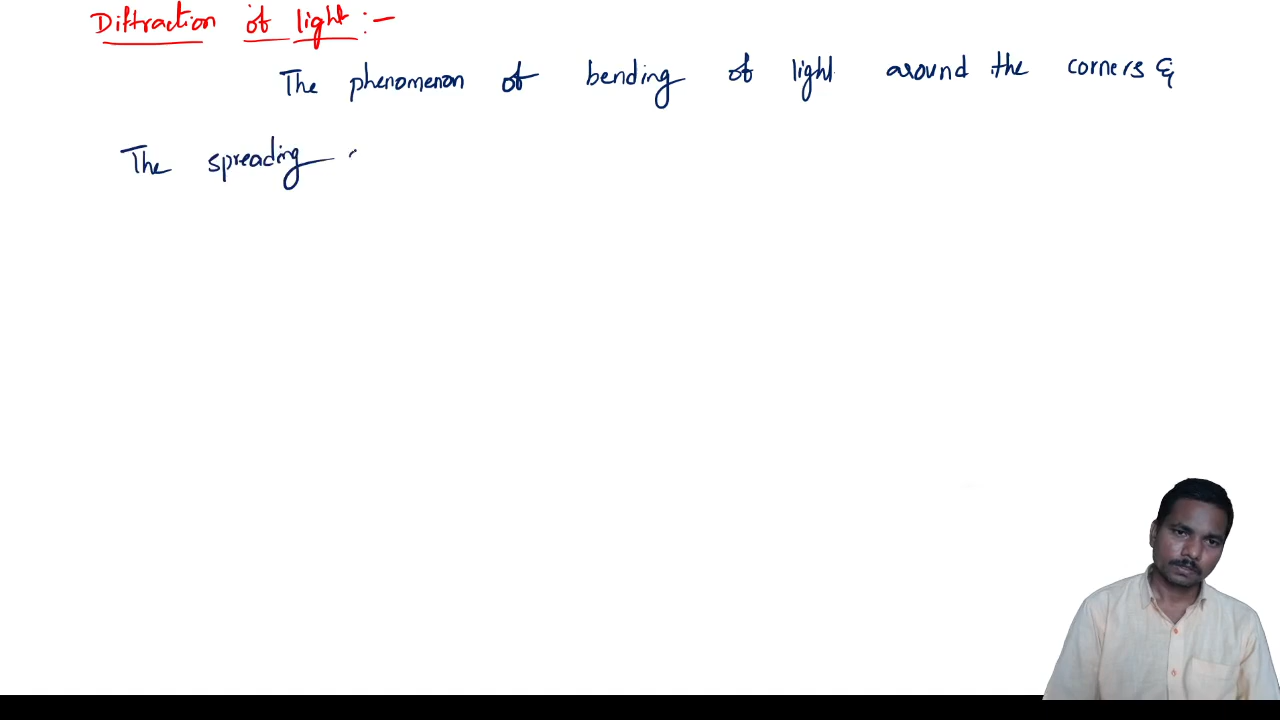 Diffraction of light :-
The phenomenon of bending of light around the corners &
The spreading